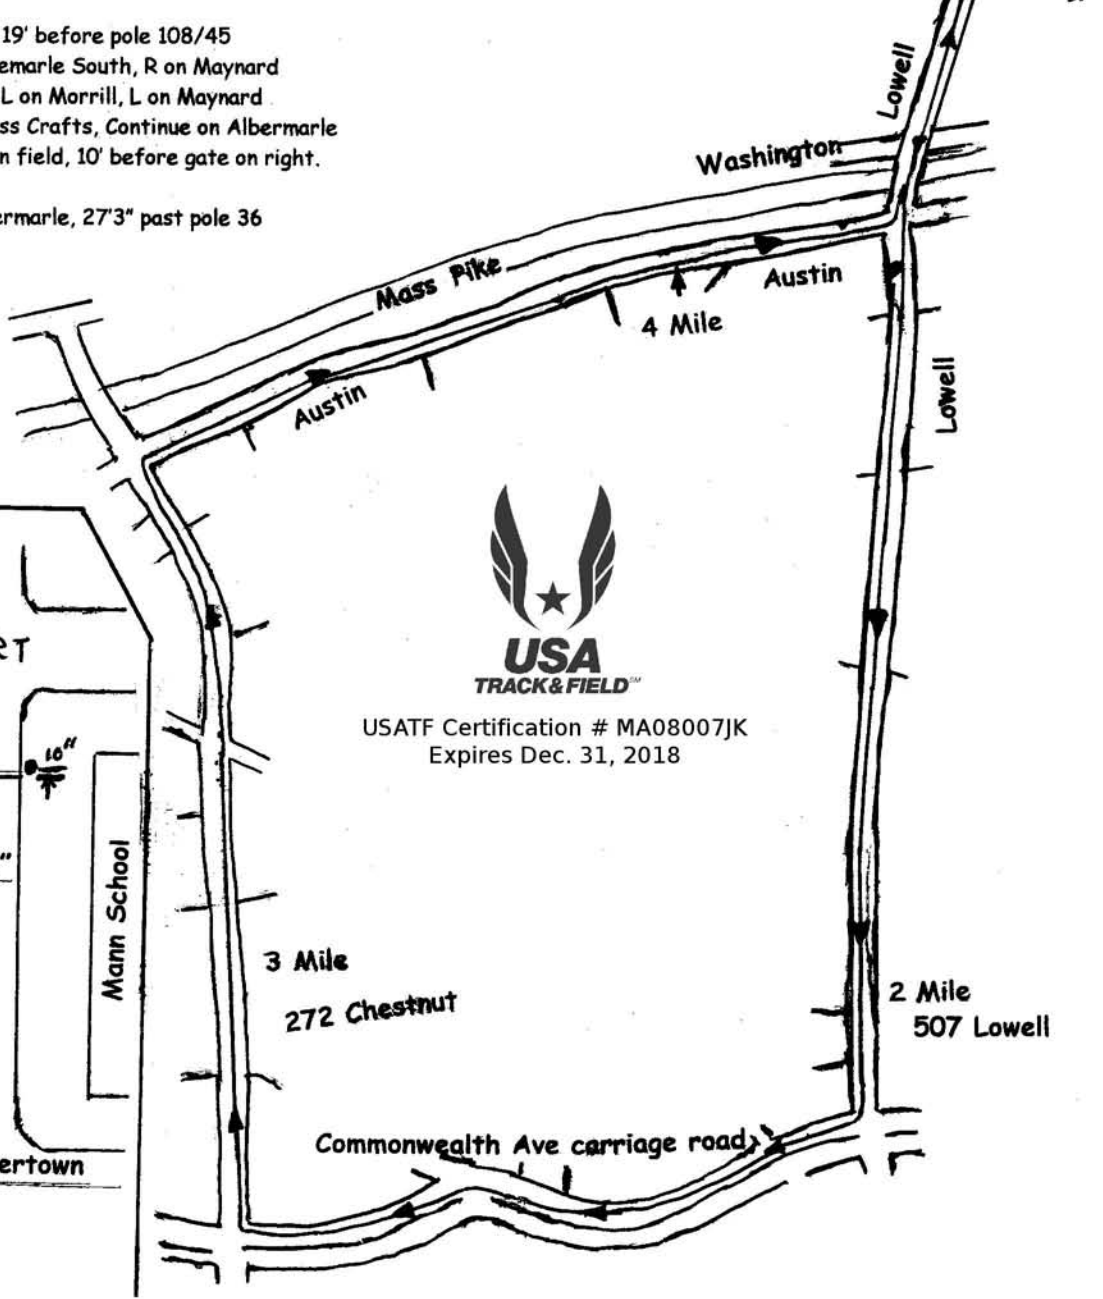 19' before pole 108/45
emarle South, R on Maynard
L on Morrill, L on Maynard
ss Crafts, Continue on Albermarle
n field, 10' before gate on right.
ermarle, 27'3" past pole 36
Lowell
Washington
Mass Pike
Austin
4 Mile
Austin
Lowell
USA
TRACK&FIELD℠
USATF Certification # MA08007JK
Expires Dec. 31, 2018
10"
Mann School
3 Mile
272 Chestnut
2 Mile
507 Lowell
Commonwealth Ave carriage road
ertown